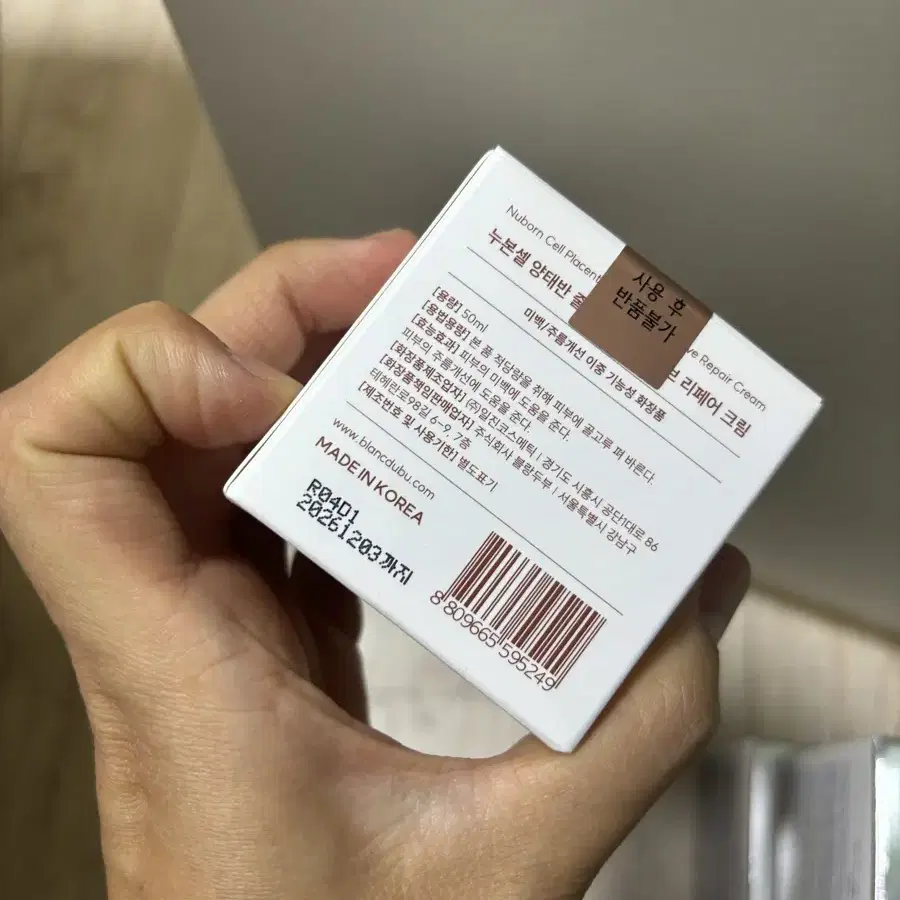 Nuborn Cell Placent
ve Repair Cream
누본셀 양태반 줄
브 리페어 크림
사용 후
반품불가
미백/주름개선 이중 기능성 화장품
[용량] 50ml
[용법용량] 본 품 적당량을 취해 피부에 골고루 펴 바른다.
[효능효과] 피부의 미백에 도움을 준다.
피부의 주름개선에 도움을 준다.
[화장품제조업자] (주)일진코스메틱 | 경기도 시흥시 공단1대로 86
[화장품책임판매업자] 주식회사 블랑두부 | 서울특별시 강남구
테헤란로98길 6-9, 7층
[제조번호 및 사용기한] 별도표기
www.blancdubu.com
MADE IN KOREA
R04D1
20261203까지
8 809665 595249